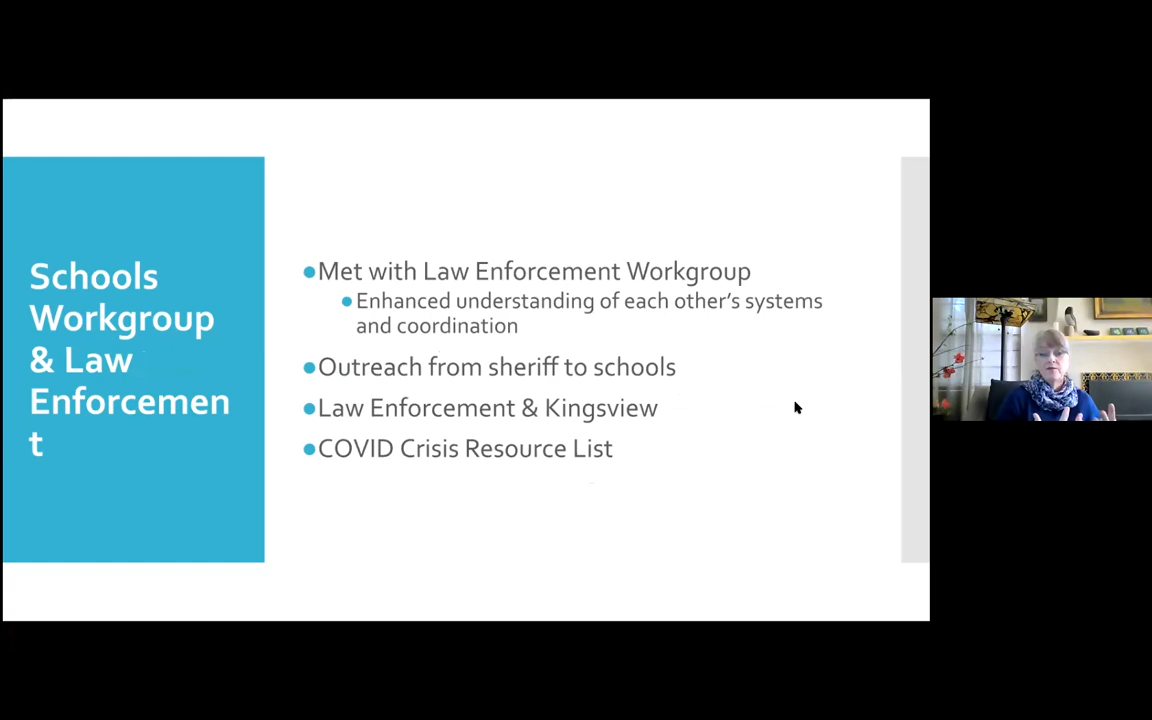 Schools
Workgroup
& Law
Enforcemen
t
●Met with Law Enforcement Workgroup
●Enhanced understanding of each other's systems
and coordination
●Outreach from sheriff to schools
●Law Enforcement & Kingsview
●COVID Crisis Resource List